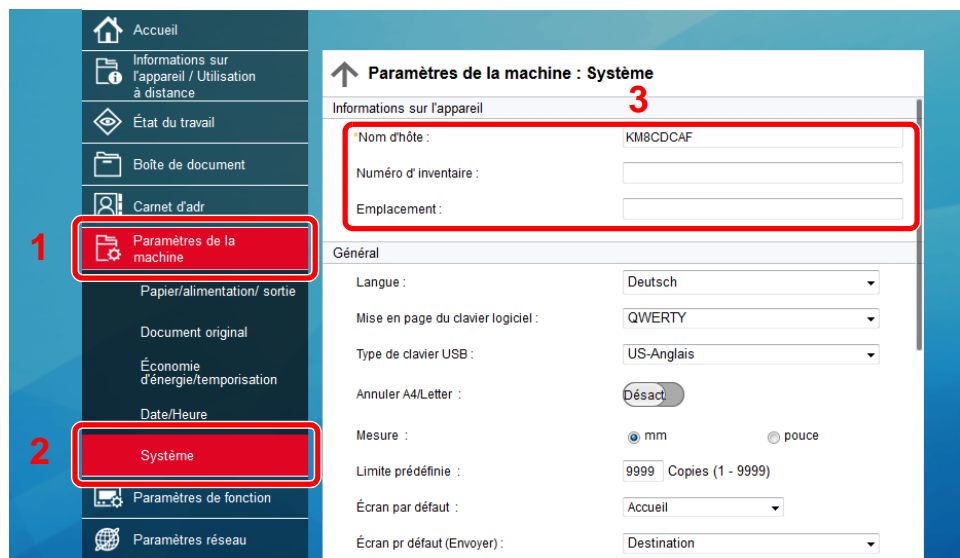 Accueil
Informations sur
l'appareil / Utilisation
à distance
État du travail
Boîte de document
Carnet d'adr
1
Paramètres de la
machine
Papier/alimentation/ sortie
Document original
Économie
d'énergie/temporisation
Date/Heure
2
Système
Paramètres de fonction
Paramètres réseau
Paramètres de la machine : Système
3
Informations sur l'appareil
*Nom d'hôte : KM8CDCAF
Numéro d' inventaire :
Emplacement :
Général
Langue : Deutsch
Mise en page du clavier logiciel : QWERTY
Type de clavier USB : US-Anglais
Annuler A4/Letter : Désact.
Mesure : mm pouce
Limite prédéfinie : 9999 Copies (1 - 9999)
Écran par défaut : Accueil
Écran pr défaut (Envoyer) : Destination